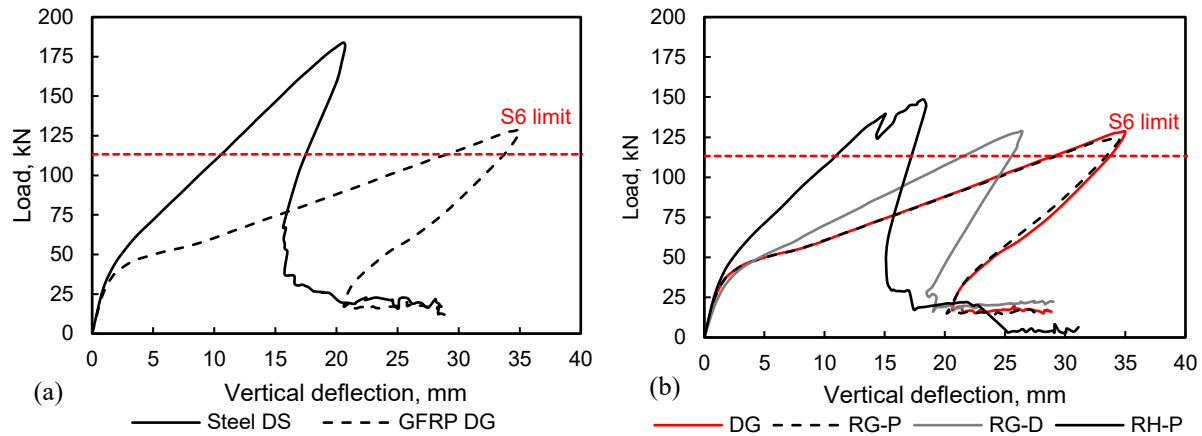 200
175
150
125
100
75
50
25
0
Load, kN
S6 limit
0 5 10 15 20 25 30 35 40
Vertical deflection, mm
(a)
Steel DS GFRP DG
200
175
150
125
100
75
50
25
0
Load, kN
S6 limit
0 5 10 15 20 25 30 35 40
Vertical deflection, mm
(b)
DG RG-P RG-D RH-P